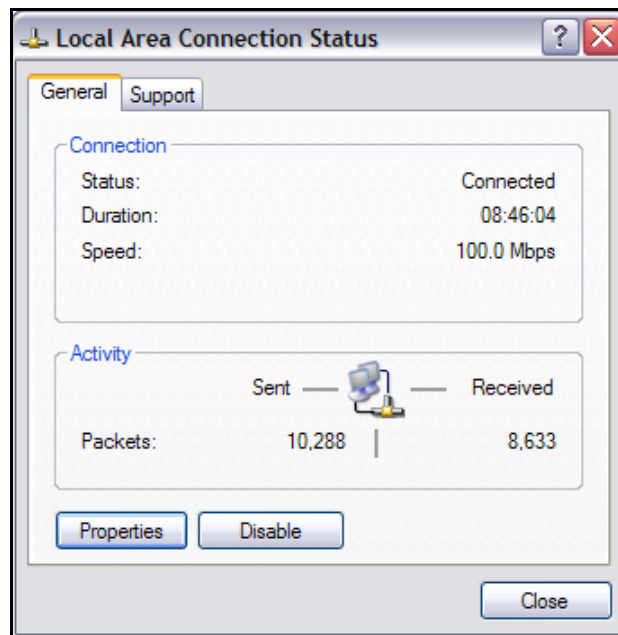 Local Area Connection Status
General Support
Connection
Status: Connected
Duration: 08:46:04
Speed: 100.0 Mbps
Activity
Sent Received
Packets: 10,288 8,633
Properties Disable
Close